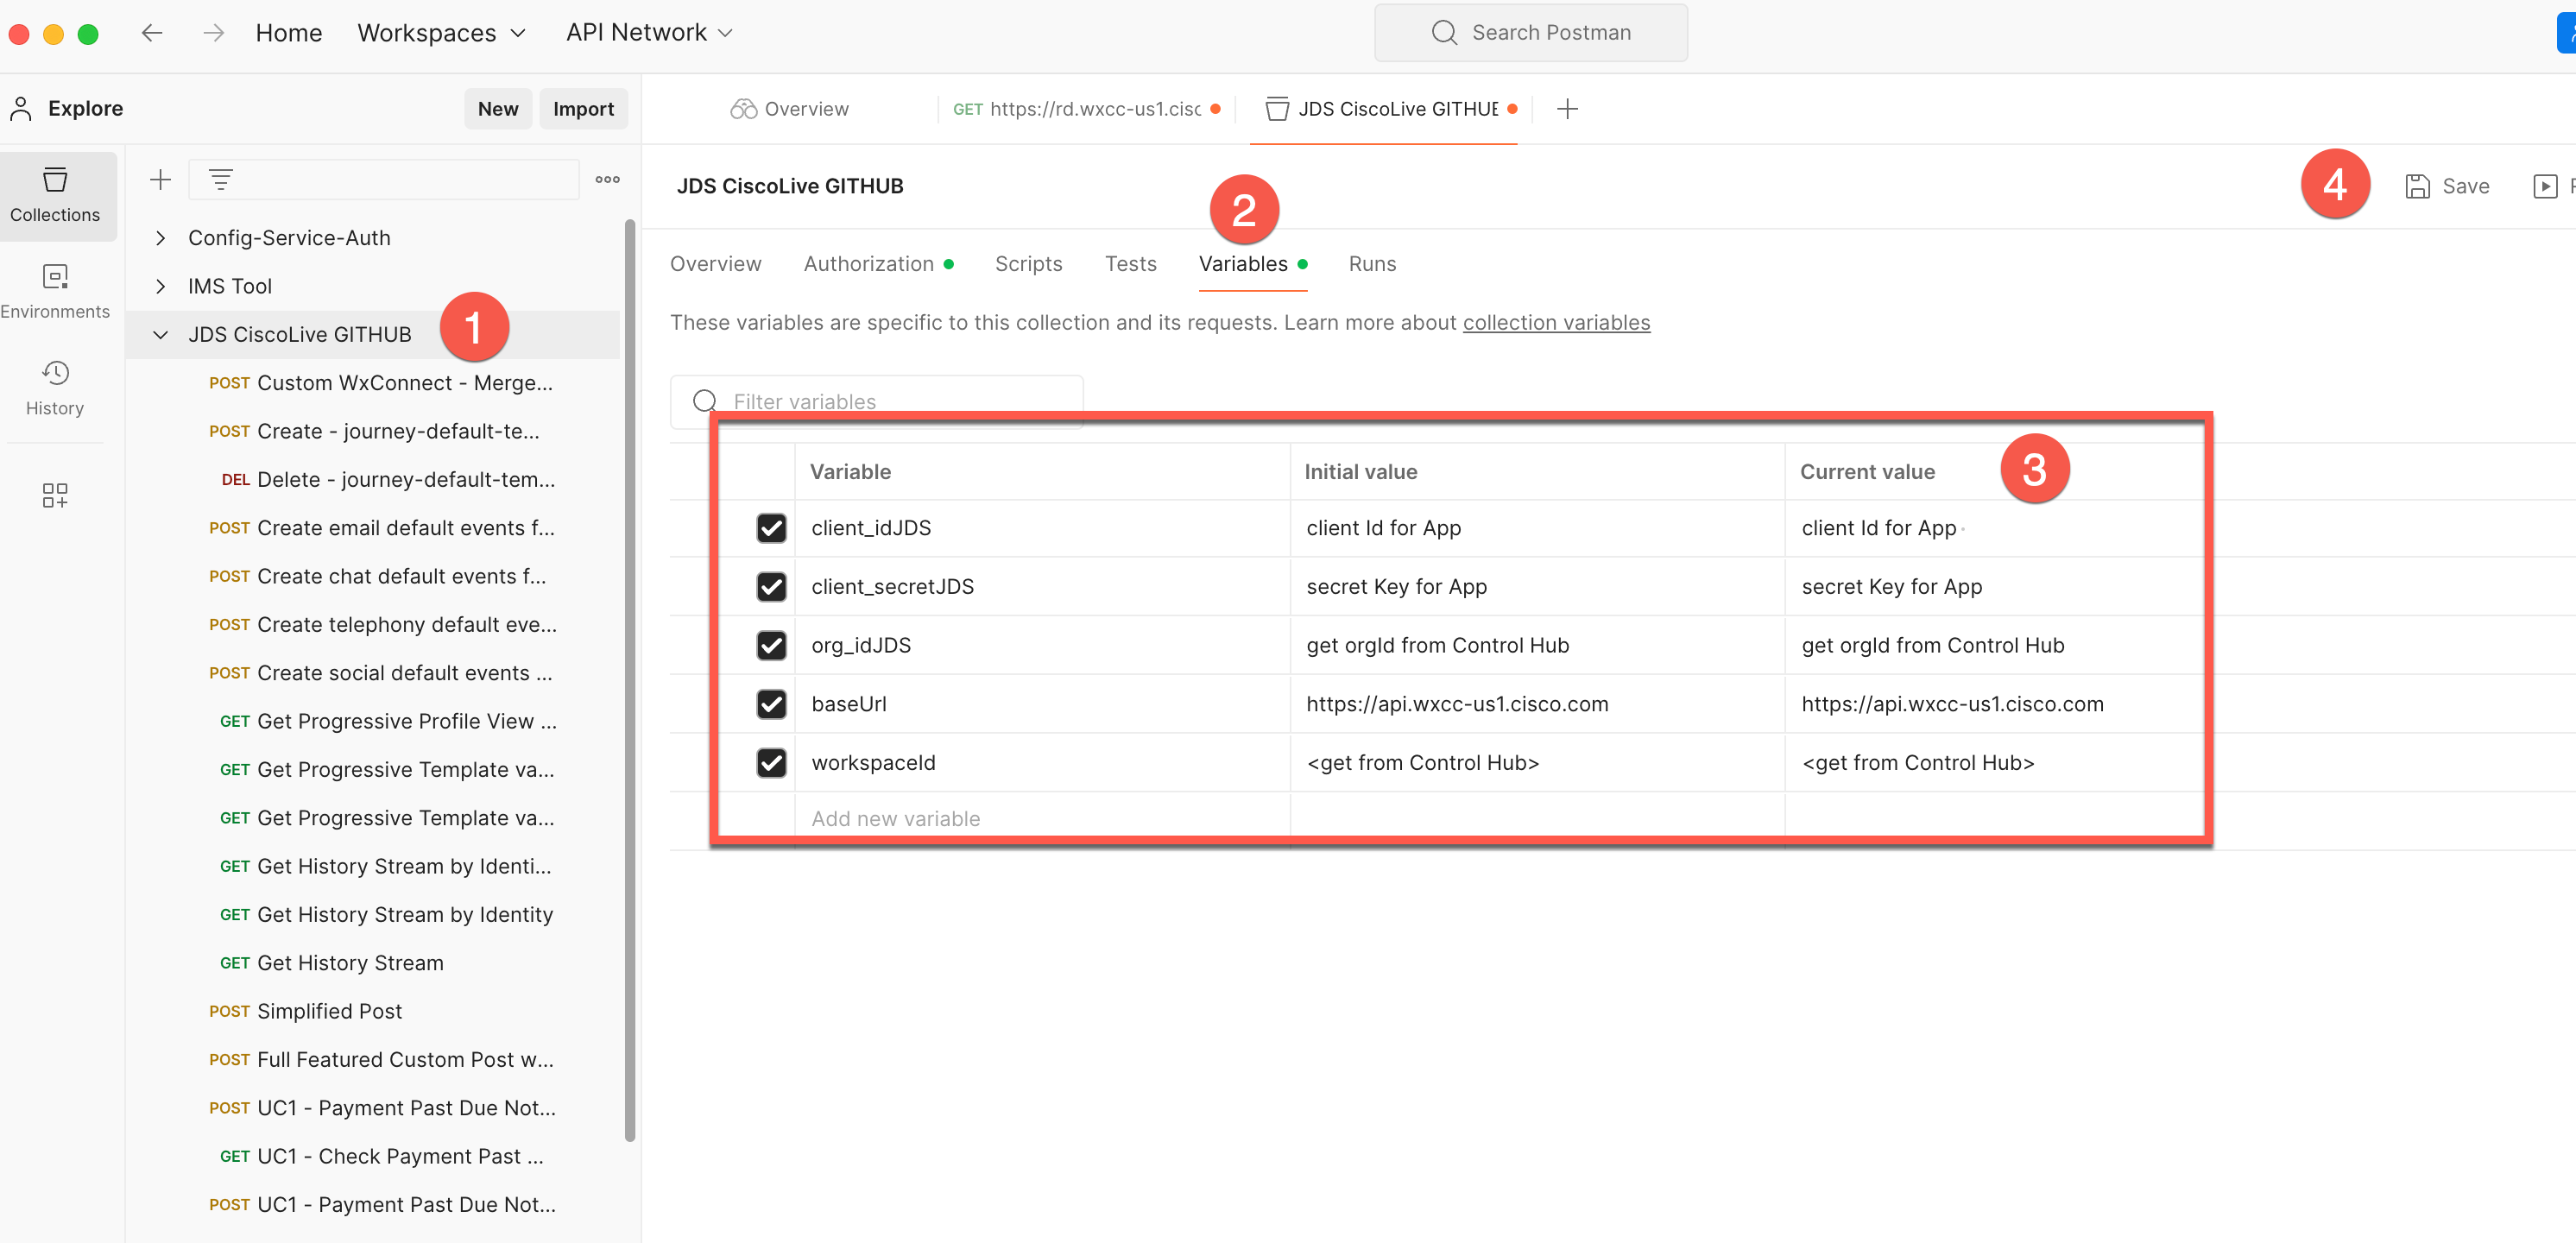 Home Workspaces API Network Search Postman
Explore New Import
Overview GET https://rd.wxcc-us1.cisc JDS CiscoLive GITHUE
Collections
Environments
History
Config-Service-Auth
IMS Tool
JDS CiscoLive GITHUB 1
POST Custom WxConnect - Merge...
POST Create - journey-default-te...
DEL Delete - journey-default-tem...
POST Create email default events f...
POST Create chat default events f...
POST Create telephony default eve...
POST Create social default events ...
GET Get Progressive Profile View ...
GET Get Progressive Template va...
GET Get Progressive Template va...
GET Get History Stream by Identi...
GET Get History Stream by Identity
GET Get History Stream
POST Simplified Post
POST Full Featured Custom Post w...
POST UC1 - Payment Past Due Not...
GET UC1 - Check Payment Past ...
POST UC1 - Payment Past Due Not...
JDS CiscoLive GITHUB 2 4 Save
Overview Authorization Scripts Tests Variables Runs
These variables are specific to this collection and its requests. Learn more about collection variables
Filter variables
Variable Initial value Current value 3
client_idJDS client Id for App client Id for App
client_secretJDS secret Key for App secret Key for App
org_idJDS get orgId from Control Hub get orgId from Control Hub
baseUrl https://api.wxcc-us1.cisco.com https://api.wxcc-us1.cisco.com
workspaceId <get from Control Hub> <get from Control Hub>
Add new variable